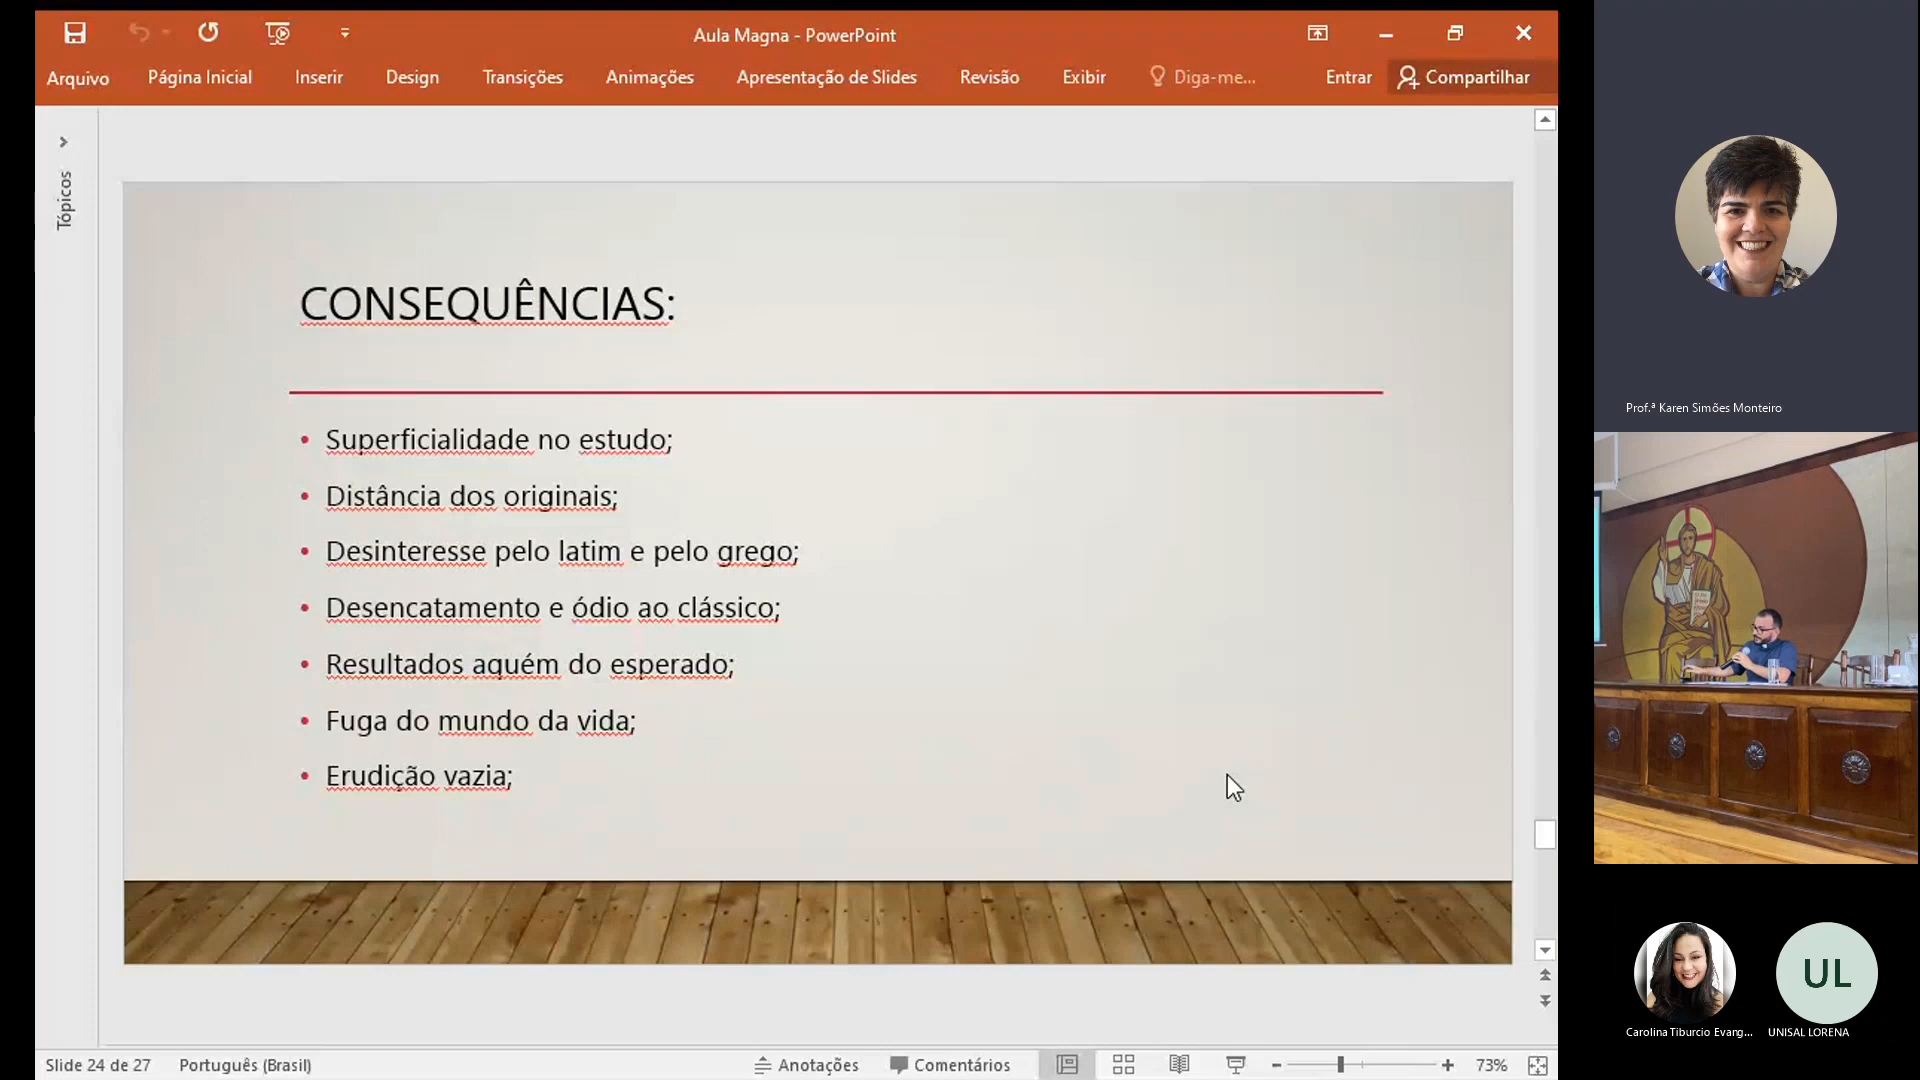 Aula Magna - PowerPoint
Arquivo Página Inicial Inserir Design Transições Animações Apresentação de Slides Revisão Exibir Diga-me... Entrar Compartilhar
Tópicos
CONSEQUÊNCIAS:
• Superficialidade no estudo;
• Distância dos originais;
• Desinteresse pelo latim e pelo grego;
• Desencatamento e ódio ao clássico;
• Resultados aquém do esperado;
• Fuga do mundo da vida;
• Erudição vazia;
Slide 24 de 27 Português (Brasil) Anotações Comentários 73%
Prof.ª Karen Simões Monteiro
UL
Carolina Tiburcio Evang... UNISAL LORENA